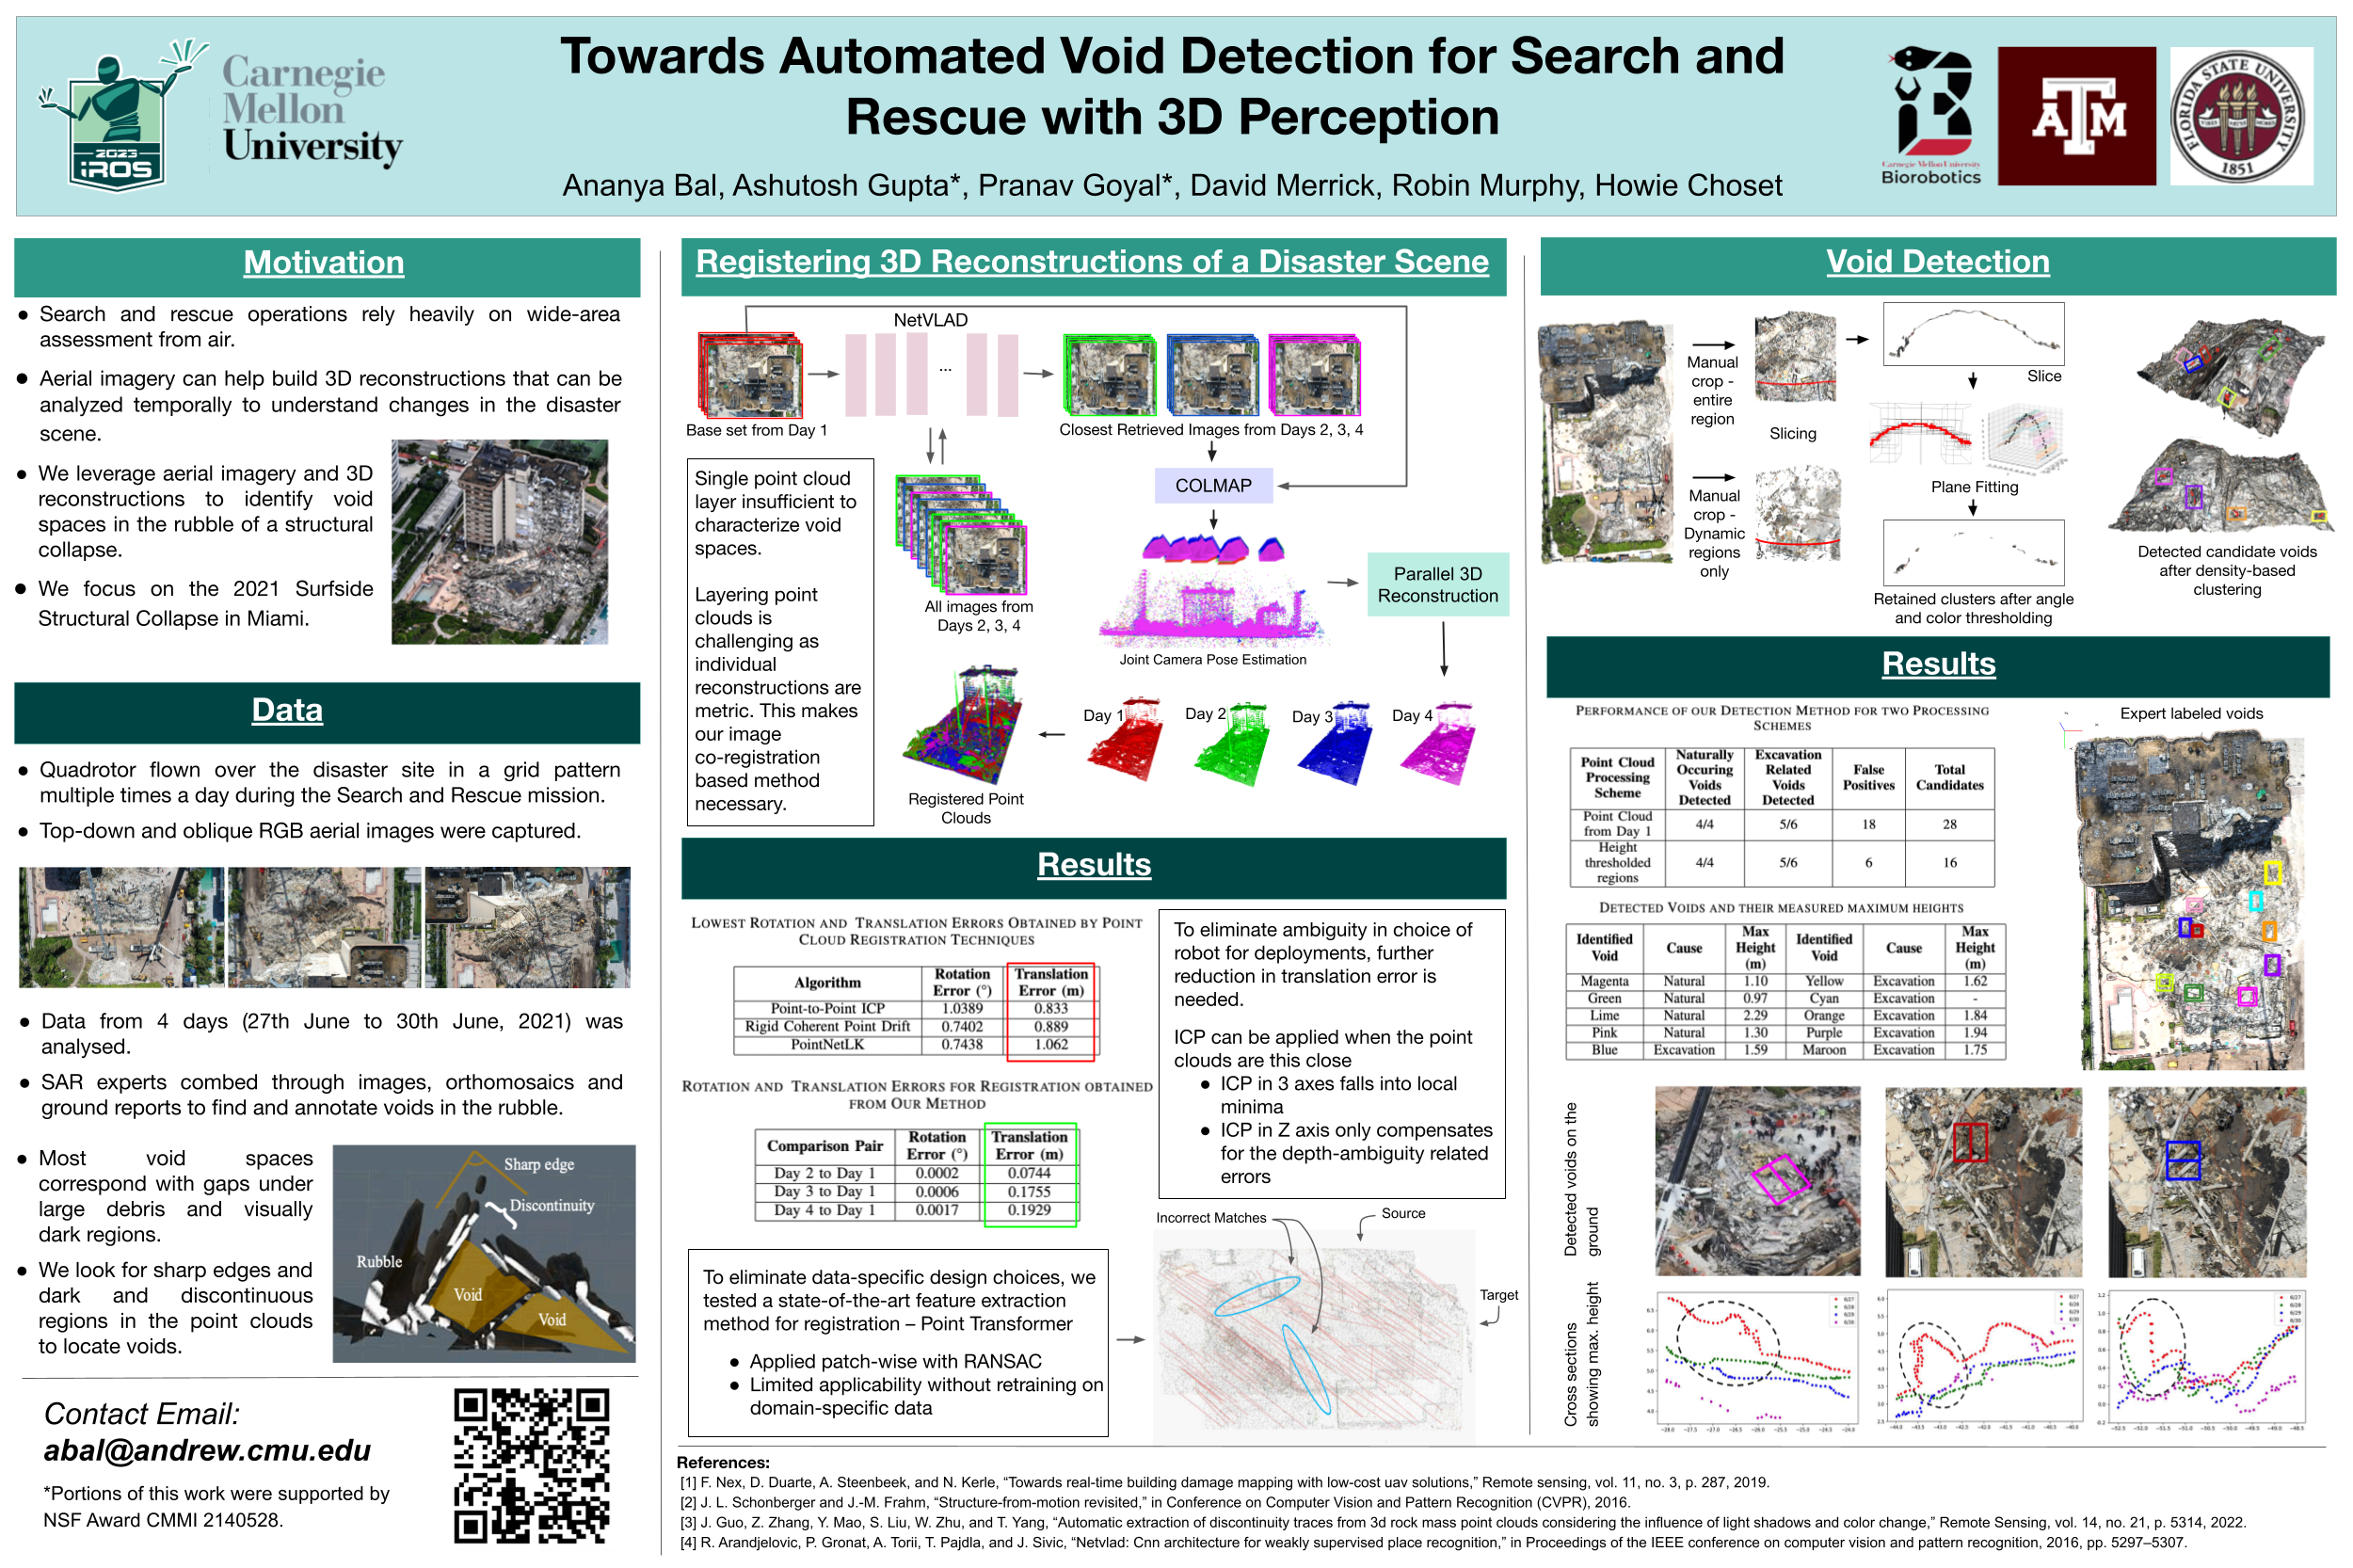 Towards Automated Void Detection for Search and
Rescue with 3D Perception
Ananya Bal, Ashutosh Gupta*, Pranav Goyal*, David Merrick, Robin Murphy, Howie Choset
2023
IROS
Carnegie
Mellon
University
Carnegie Mellon University
Biorobotics
ATM
FLORIDA STATE UNIVERSITY
1851
Motivation
● Search and rescue operations rely heavily on wide-area
assessment from air.
● Aerial imagery can help build 3D reconstructions that can be
analyzed temporally to understand changes in the disaster
scene.
● We leverage aerial imagery and 3D
reconstructions to identify void
spaces in the rubble of a structural
collapse.
● We focus on the 2021 Surfside
Structural Collapse in Miami.
Data
● Quadrotor flown over the disaster site in a grid pattern
multiple times a day during the Search and Rescue mission.
● Top-down and oblique RGB aerial images were captured.
● Data from 4 days (27th June to 30th June, 2021) was
analysed.
● SAR experts combed through images, orthomosaics and
ground reports to find and annotate voids in the rubble.
● Most void spaces
correspond with gaps under
large debris and visually
dark regions.
● We look for sharp edges and
dark and discontinuous
regions in the point clouds
to locate voids.
Sharp edge
Discontinuity
Rubble
Void
Void
Contact Email:
abal@andrew.cmu.edu
*Portions of this work were supported by
NSF Award CMMI 2140528.
Registering 3D Reconstructions of a Disaster Scene
NetVLAD
...
Base set from Day 1
Closest Retrieved Images from Days 2, 3, 4
COLMAP
Single point cloud
layer insufficient to
characterize void
spaces.
Layering point
clouds is
challenging as
individual
reconstructions are
metric. This makes
our image
co-registration
based method
necessary.
All images from
Days 2, 3, 4
Joint Camera Pose Estimation
Parallel 3D
Reconstruction
Day 1
Day 2
Day 3
Day 4
Registered Point
Clouds
Results
LOWEST ROTATION AND TRANSLATION ERRORS OBTAINED BY POINT
CLOUD REGISTRATION TECHNIQUES
Algorithm Rotation Error (°) Translation Error (m)
Point-to-Point ICP 1.0389 0.833
Rigid Coherent Point Drift 0.7402 0.889
PointNetLK 0.7438 1.062
ROTATION AND TRANSLATION ERRORS FOR REGISTRATION OBTAINED
FROM OUR METHOD
Comparison Pair Rotation Error (°) Translation Error (m)
Day 2 to Day 1 0.0002 0.0744
Day 3 to Day 1 0.0006 0.1755
Day 4 to Day 1 0.0017 0.1929
To eliminate ambiguity in choice of
robot for deployments, further
reduction in translation error is
needed.
ICP can be applied when the point
clouds are this close
● ICP in 3 axes falls into local
minima
● ICP in Z axis only compensates
for the depth-ambiguity related
errors
To eliminate data-specific design choices, we
tested a state-of-the-art feature extraction
method for registration – Point Transformer
● Applied patch-wise with RANSAC
● Limited applicability without retraining on
domain-specific data
Incorrect Matches
Source
Target
Void Detection
Manual
crop -
entire
region
Manual
crop -
Dynamic
regions
only
Slicing
Slice
Plane Fitting
Retained clusters after angle
and color thresholding
Detected candidate voids
after density-based
clustering
Results
PERFORMANCE OF OUR DETECTION METHOD FOR TWO PROCESSING
SCHEMES
Point Cloud Processing Scheme Naturally Occuring Voids Detected Excavation Related Voids Detected False Positives Total Candidates
Point Cloud from Day 1 4/4 5/6 18 28
Height thresholded regions 4/4 5/6 6 16
DETECTED VOIDS AND THEIR MEASURED MAXIMUM HEIGHTS
Identified Void Cause Max Height (m) Identified Void Cause Max Height (m)
Magenta Natural 1.10 Yellow Excavation 1.62
Green Natural 0.97 Cyan Excavation -
Lime Natural 2.29 Orange Excavation 1.84
Pink Natural 1.30 Purple Excavation 1.94
Blue Excavation 1.59 Maroon Excavation 1.75
Expert labeled voids
Detected voids on the
ground
Cross sections
showing max. height
References:
[1] F. Nex, D. Duarte, A. Steenbeek, and N. Kerle, “Towards real-time building damage mapping with low-cost uav solutions,” Remote sensing, vol. 11, no. 3, p. 287, 2019.
[2] J. L. Schonberger and J.-M. Frahm, “Structure-from-motion revisited,” in Conference on Computer Vision and Pattern Recognition (CVPR), 2016.
[3] J. Guo, Z. Zhang, Y. Mao, S. Liu, W. Zhu, and T. Yang, “Automatic extraction of discontinuity traces from 3d rock mass point clouds considering the influence of light shadows and color change,” Remote Sensing, vol. 14, no. 21, p. 5314, 2022.
[4] R. Arandjelovic, P. Gronat, A. Torii, T. Pajdla, and J. Sivic, “Netvlad: Cnn architecture for weakly supervised place recognition,” in Proceedings of the IEEE conference on computer vision and pattern recognition, 2016, pp. 5297–5307.